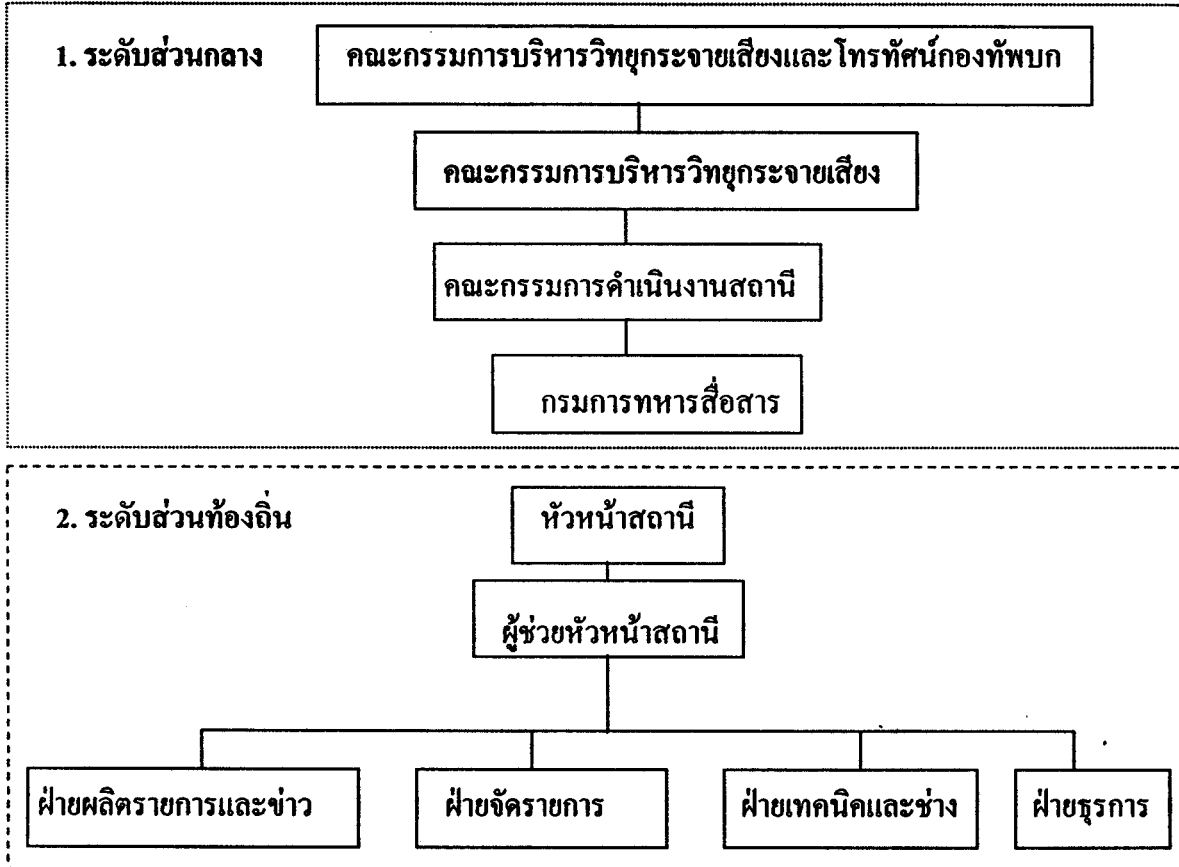 1. ระดับส่วนกลาง
คณะกรรมการบริหารวิทยุกระจายเสียงและโทรทัศน์กองทัพบก
คณะกรรมการบริหารวิทยุกระจายเสียง
คณะกรรมการดำเนินงานสถานี
กรมการทหารสื่อสาร
2. ระดับส่วนท้องถิ่น
หัวหน้าสถานี
ผู้ช่วยหัวหน้าสถานี
ฝ่ายผลิตรายการและข่าว
ฝ่ายจัดรายการ
ฝ่ายเทคนิคและช่าง
ฝ่ายธุรการ